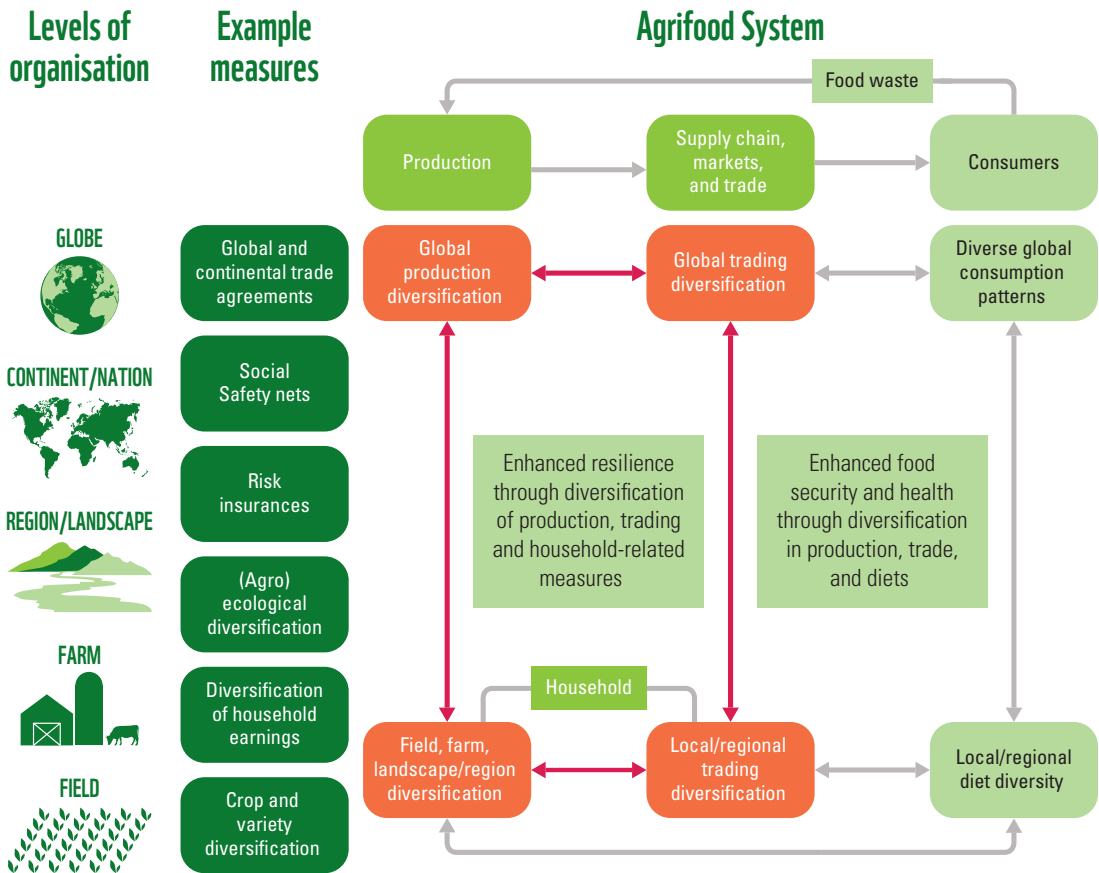 Levels of
organisation
Example
measures
Agrifood System
Food waste
Production
Supply chain,
markets,
and trade
Consumers
GLOBE
Global and
continental trade
agreements
Global
production
diversification
Global trading
diversification
Diverse global
consumption
patterns
CONTINENT/NATION
Social
Safety nets
Risk
insurances
Enhanced resilience
through diversification
of production, trading
and household-related
measures
Enhanced food
security and health
through diversification
in production, trade,
and diets
REGION/LANDSCAPE
(Agro)
ecological
diversification
FARM
Diversification
of household
earnings
Household
Field, farm,
landscape/region
diversification
Local/regional
trading
diversification
Local/regional
diet diversity
FIELD
Crop and
variety
diversification